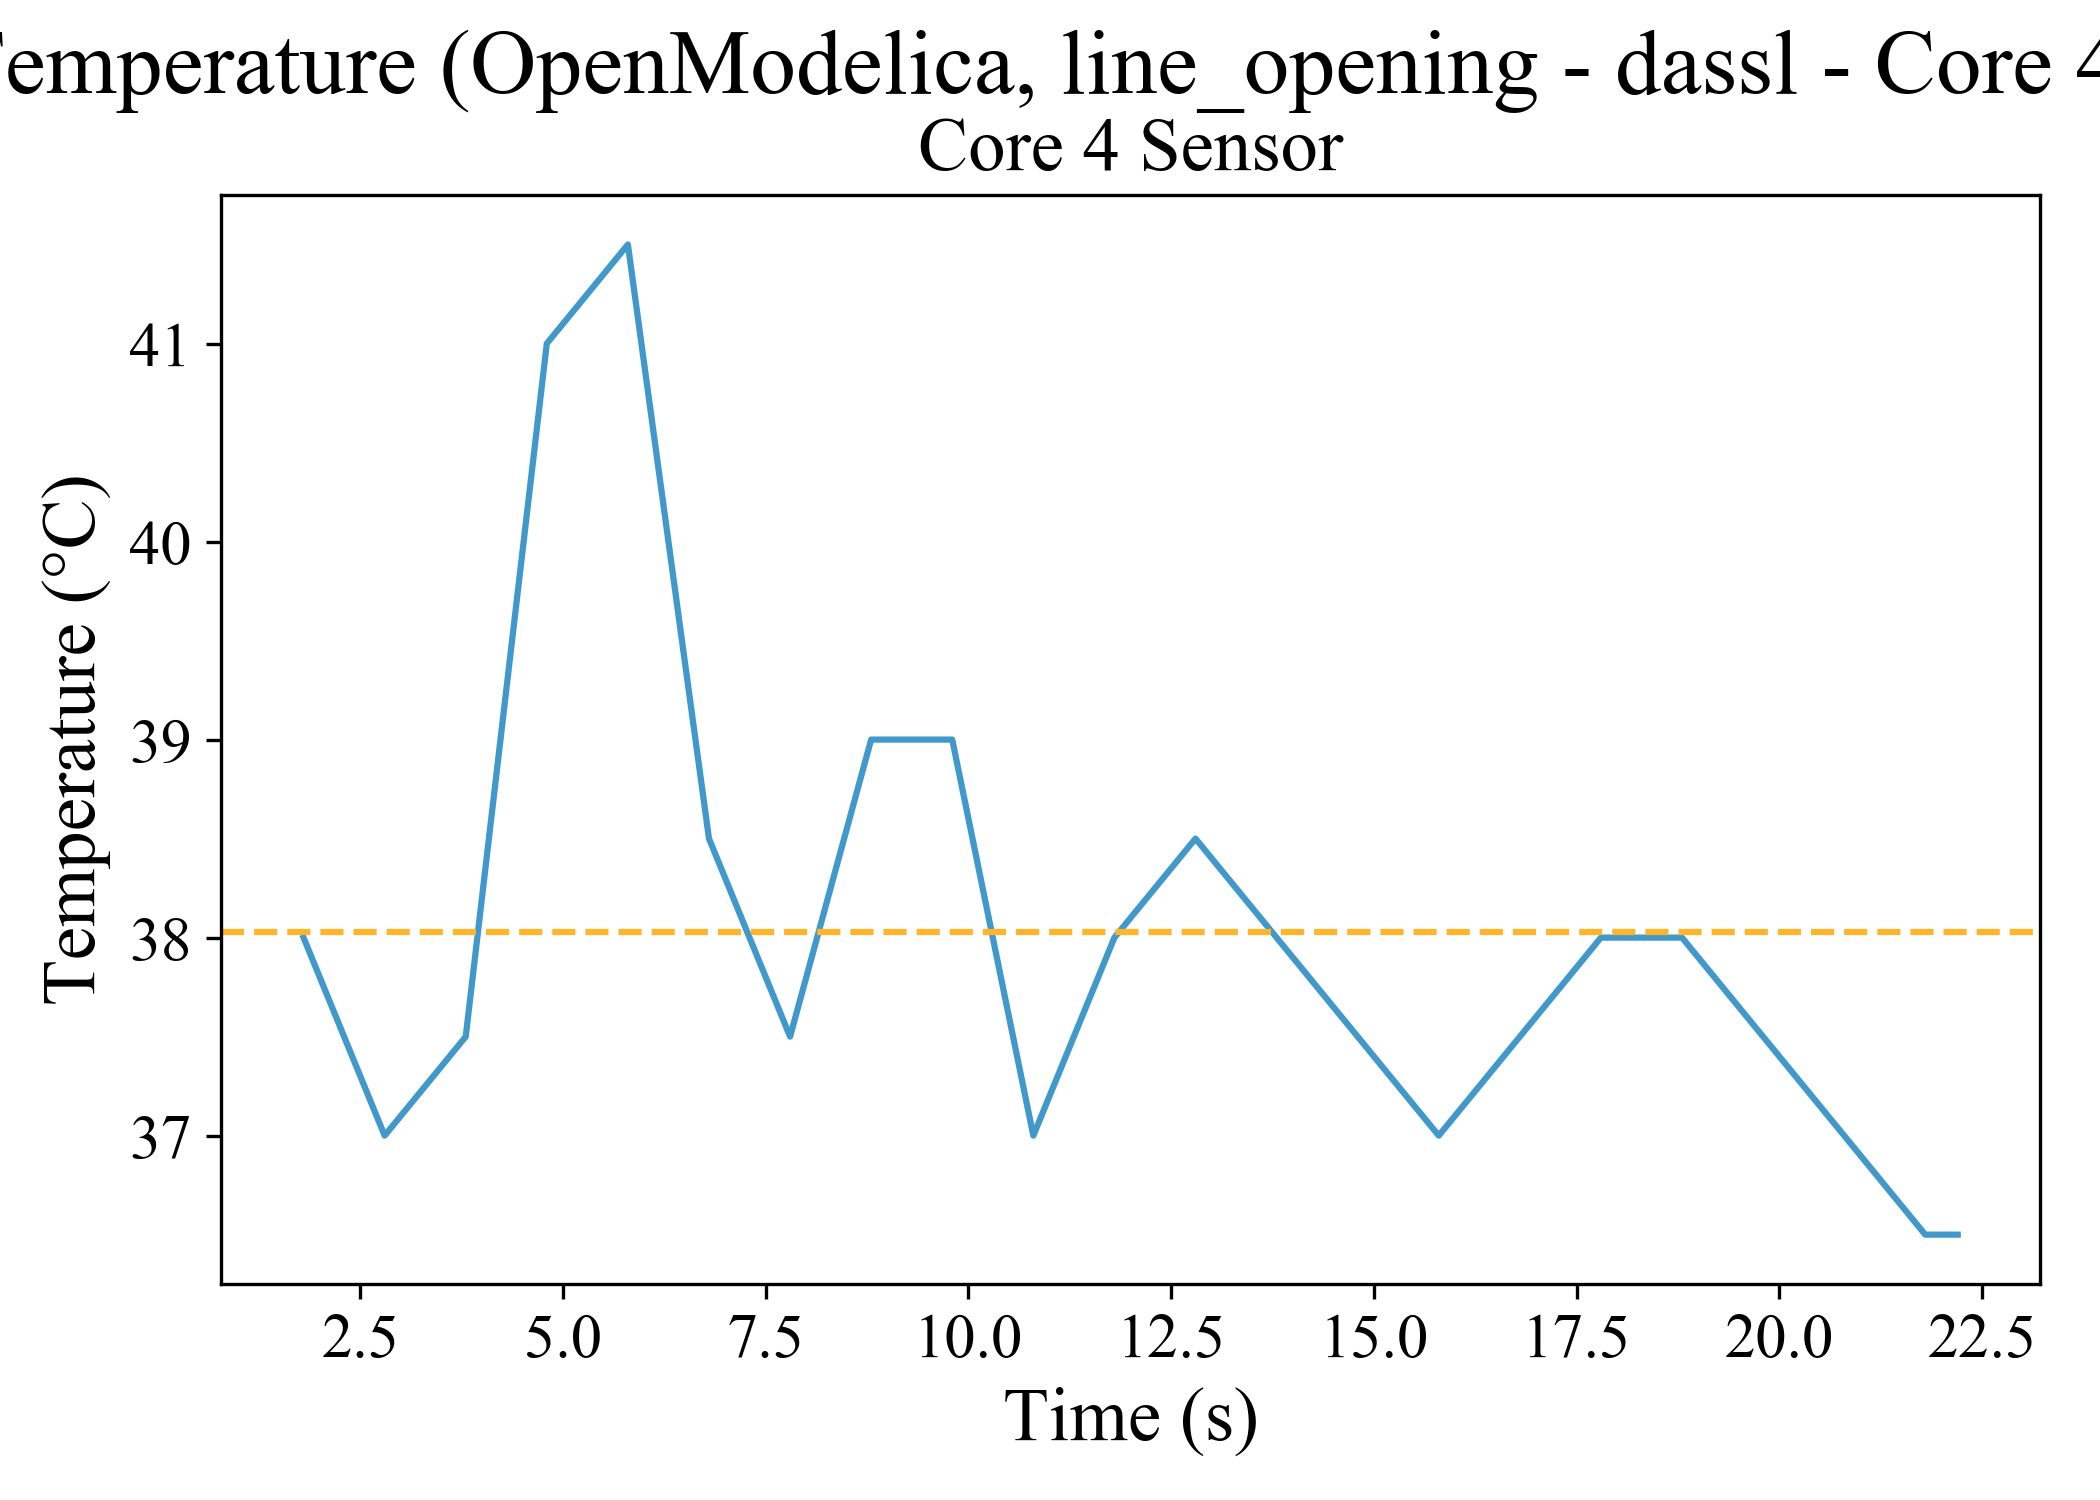 emperature (OpenModelica, line_opening - dassl - Core 4
Core 4 Sensor
Temperature (°C)
41
40
39
38
37
2.5 5.0 7.5 10.0 12.5 15.0 17.5 20.0 22.5
Time (s)